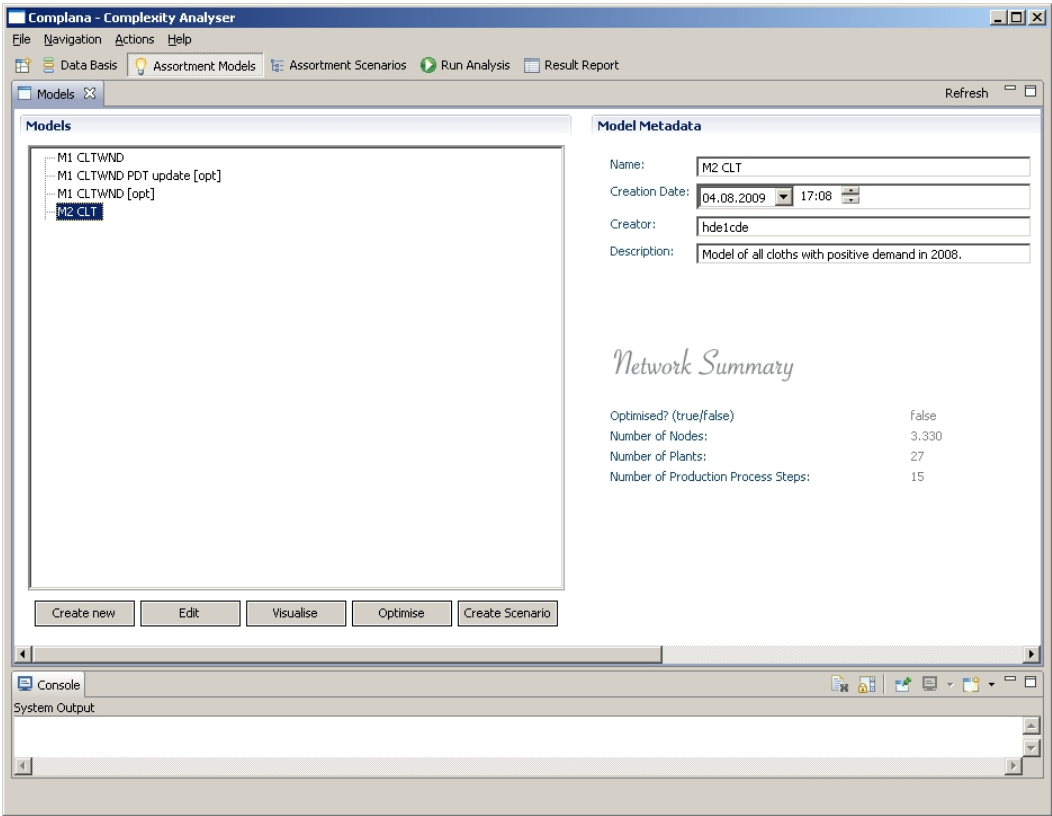 Complana - Complexity Analyser
File Navigation Actions Help
Data Basis Assortment Models Assortment Scenarios Run Analysis Result Report
Models Refresh
Models
M1 CLTWND
M1 CLTWND PDT update [opt]
M1 CLTWND [opt]
M2 CLT
Create new Edit Visualise Optimise Create Scenario
Model Metadata
Name: M2 CLT
Creation Date: 04.08.2009 17:08
Creator: hde1cde
Description: Model of all cloths with positive demand in 2008.
Network Summary
Optimised? (true/false) false
Number of Nodes: 3.330
Number of Plants: 27
Number of Production Process Steps: 15
Console
System Output